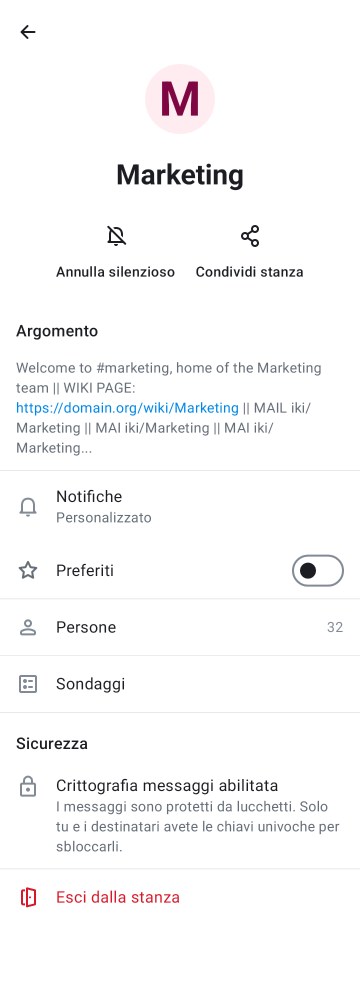 M
Marketing
Annulla silenzioso
Condividi stanza
Argomento
Welcome to #marketing, home of the Marketing
team || WIKI PAGE:
https://domain.org/wiki/Marketing || MAIL iki/
Marketing || MAI iki/Marketing || MAI iki/
Marketing...
Notifiche
Personalizzato
Preferiti
Persone 32
Sondaggi
Sicurezza
Crittografia messaggi abilitata
I messaggi sono protetti da lucchetti. Solo
tu e i destinatari avete le chiavi univoche per
sbloccarli.
Esci dalla stanza